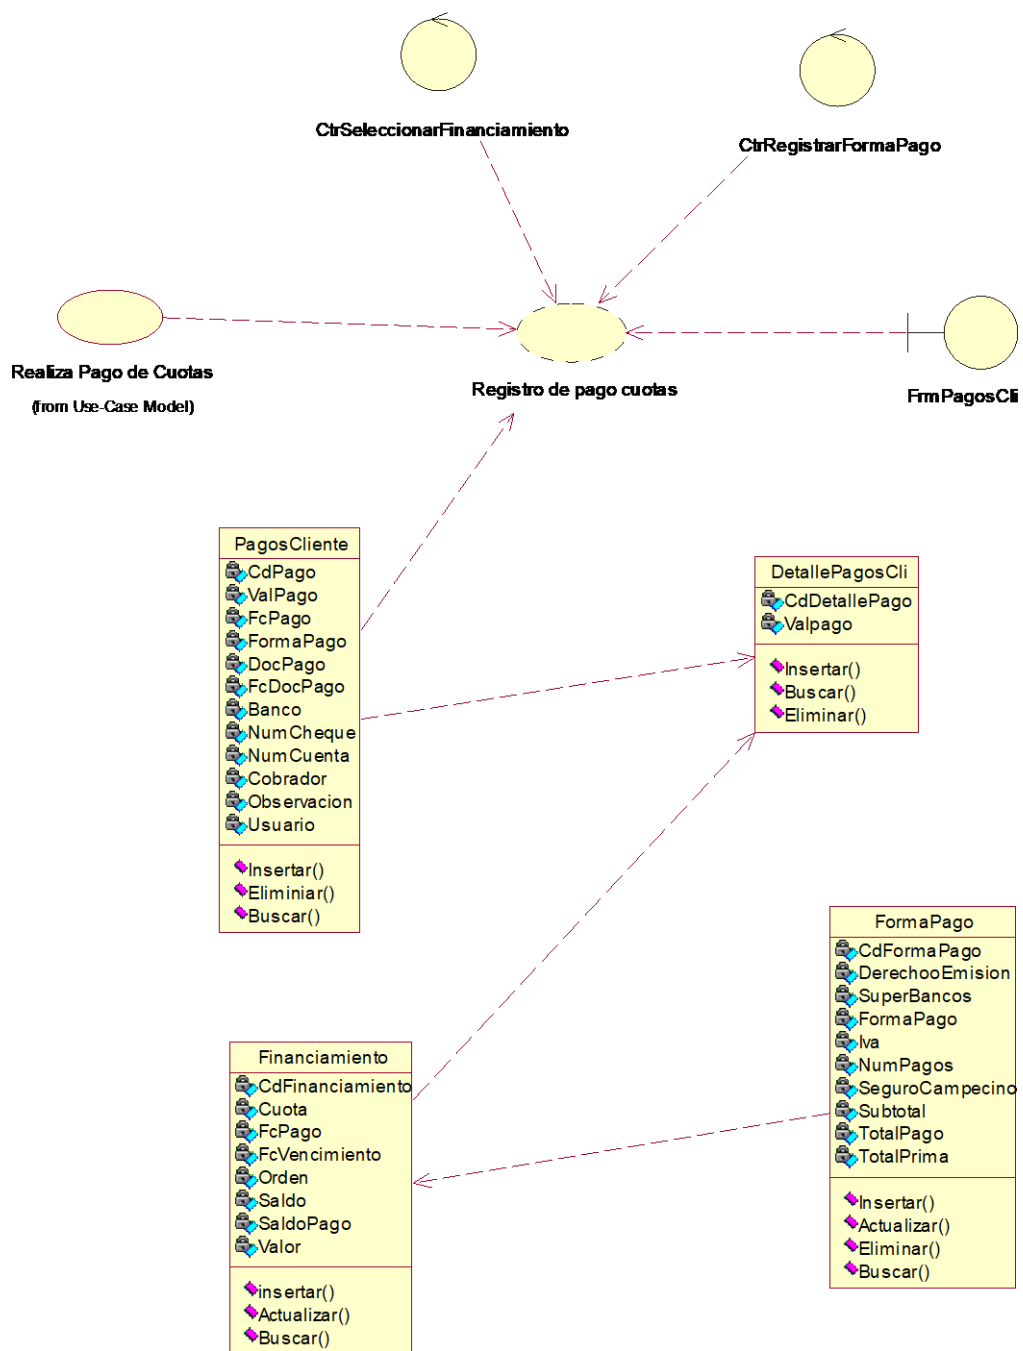 CtrSeleccionarFinanciamiento
CtrRegistrarFormaPago
Realiza Pago de Cuotas
(from Use-Case Model)
Registro de pago cuotas
FrmPagosCli
PagosCliente
CdPago
ValPago
FcPago
FormaPago
DocPago
FcDocPago
Banco
NumCheque
NumCuenta
Cobrador
Observacion
Usuario
Insertar()
Eliminiar()
Buscar()
DetallePagosCli
CdDetallePago
Valpago
Insertar()
Buscar()
Eliminar()
FormaPago
CdFormaPago
DerechooEmision
SuperBancos
FormaPago
Iva
NumPagos
SeguroCampecino
Subtotal
TotalPago
TotalPrima
Insertar()
Actualizar()
Eliminar()
Buscar()
Financiamiento
CdFinanciamiento
Cuota
FcPago
FcVencimiento
Orden
Saldo
SaldoPago
Valor
insertar()
Actualizar()
Buscar()